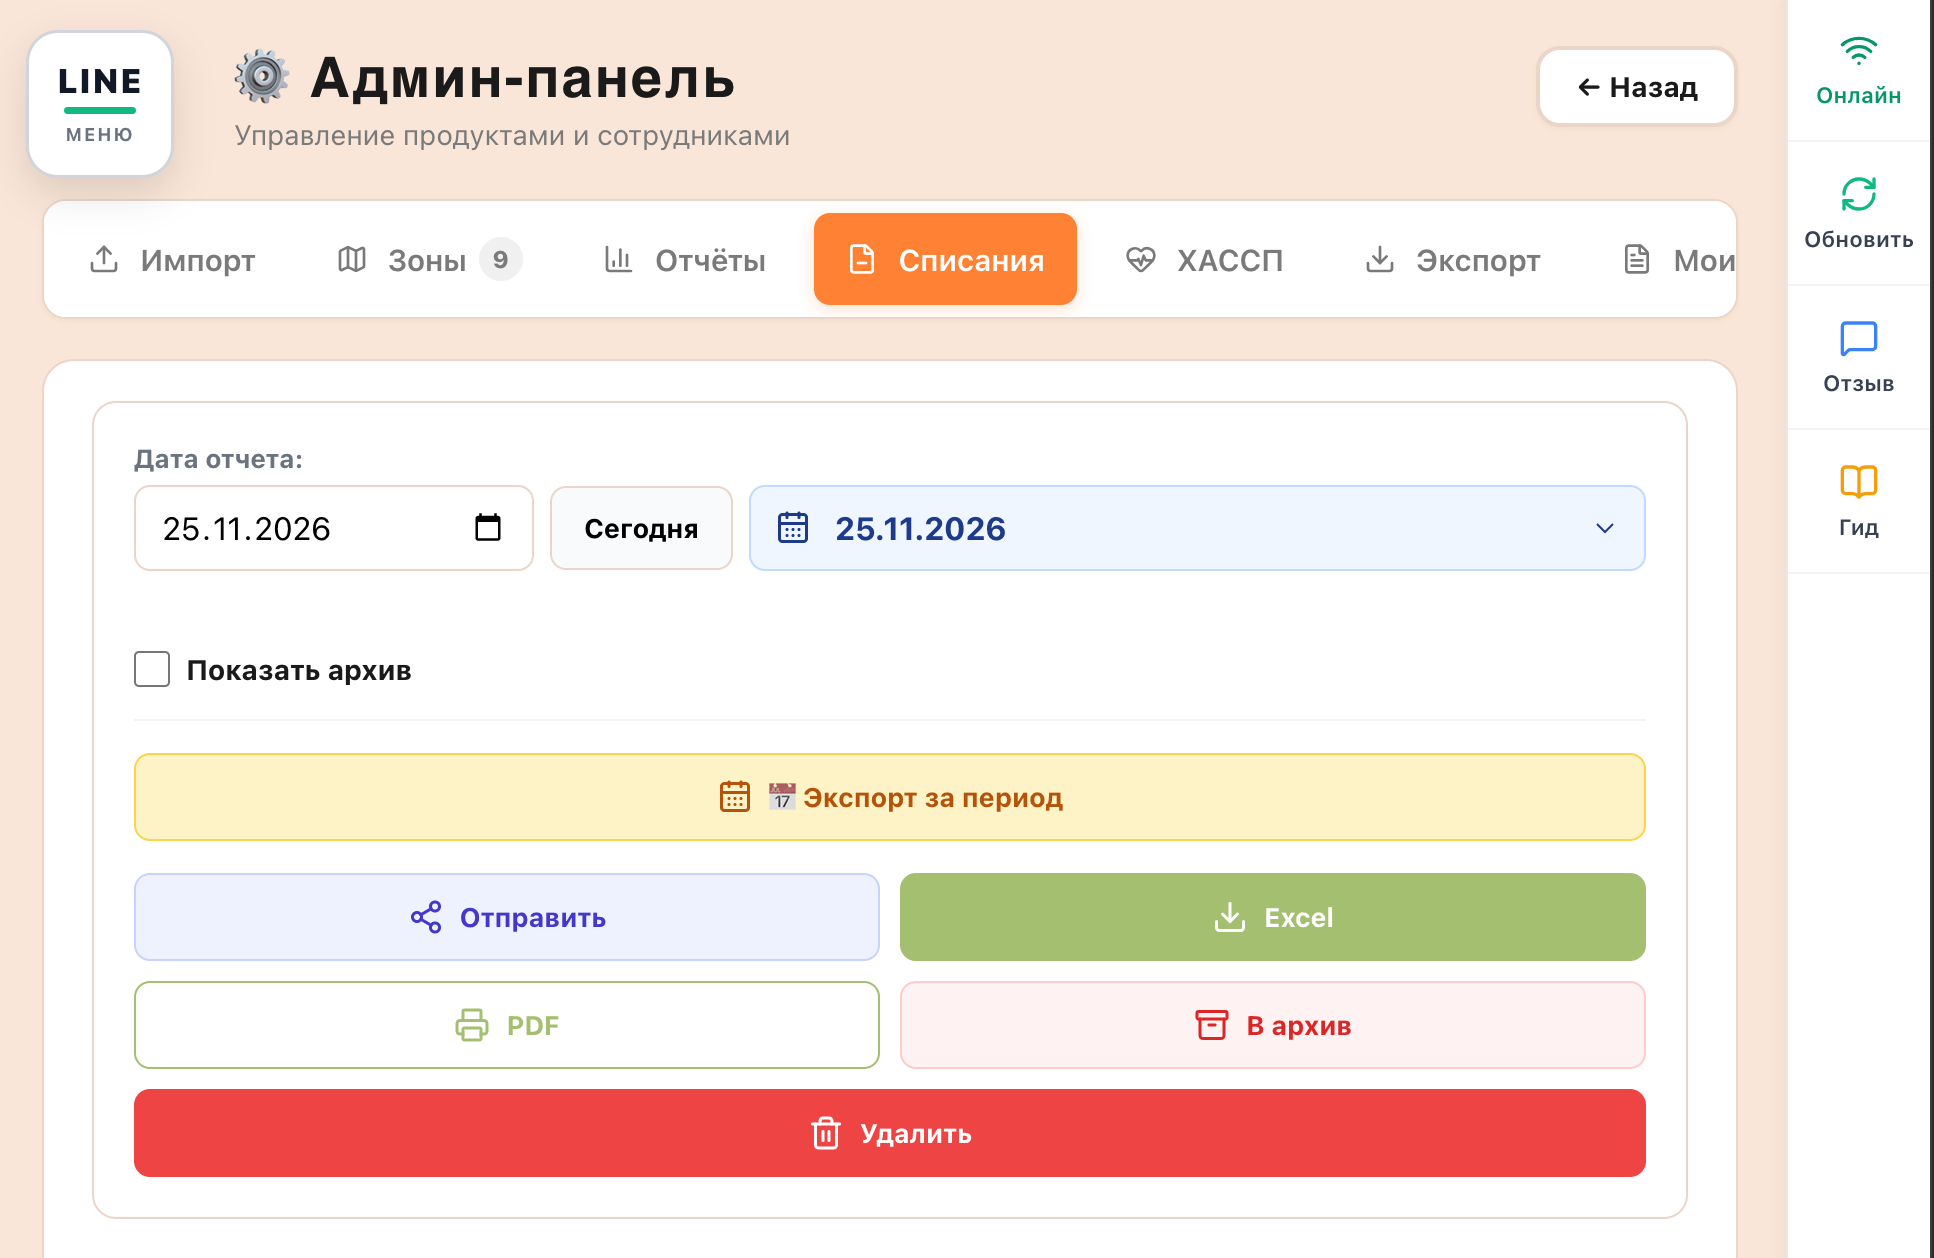 LINE
МЕНЮ
Админ-панель
Управление продуктами и сотрудниками
← Назад
Импорт
Зоны 9
Отчёты
Списания
ХАССП
Экспорт
Мои
Дата отчета:
25.11.2026
Сегодня
25.11.2026
Показать архив
17 Экспорт за период
Отправить
Excel
PDF
В архив
Удалить
Онлайн
Обновить
Отзыв
Гид